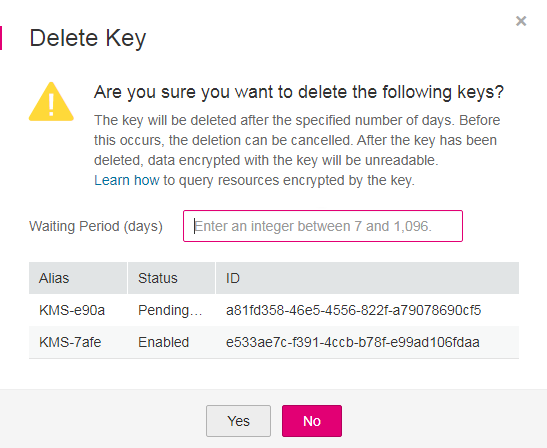 Delete Key
×
Are you sure you want to delete the following keys?
The key will be deleted after the specified number of days. Before
this occurs, the deletion can be cancelled. After the key has been
deleted, data encrypted with the key will be unreadable.
Learn how to query resources encrypted by the key.
Waiting Period (days) Enter an integer between 7 and 1,096.
Alias Status ID
KMS-e90a Pending... a81fd358-46e5-4556-822f-a79078690cf5
KMS-7afe Enabled e533ae7c-f391-4ccb-b78f-e99ad106fdaa
Yes No